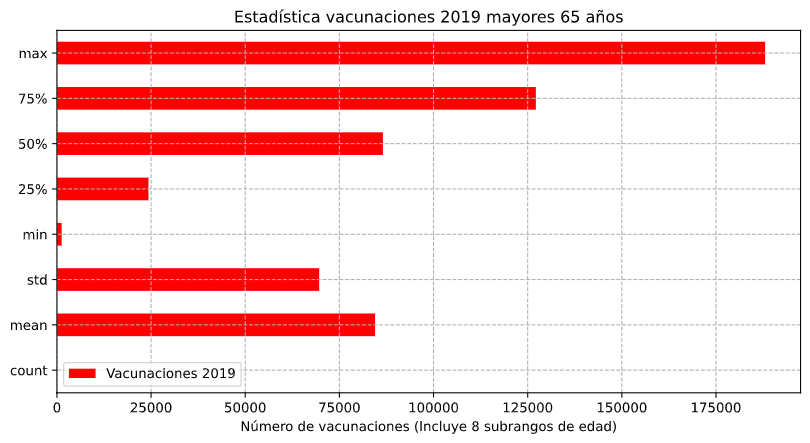 Estadística vacunaciones 2019 mayores 65 años
max
75%
50%
25%
min
std
mean
count
Vacunaciones 2019
0 25000 50000 75000 100000 125000 150000 175000
Número de vacunaciones (Incluye 8 subrangos de edad)